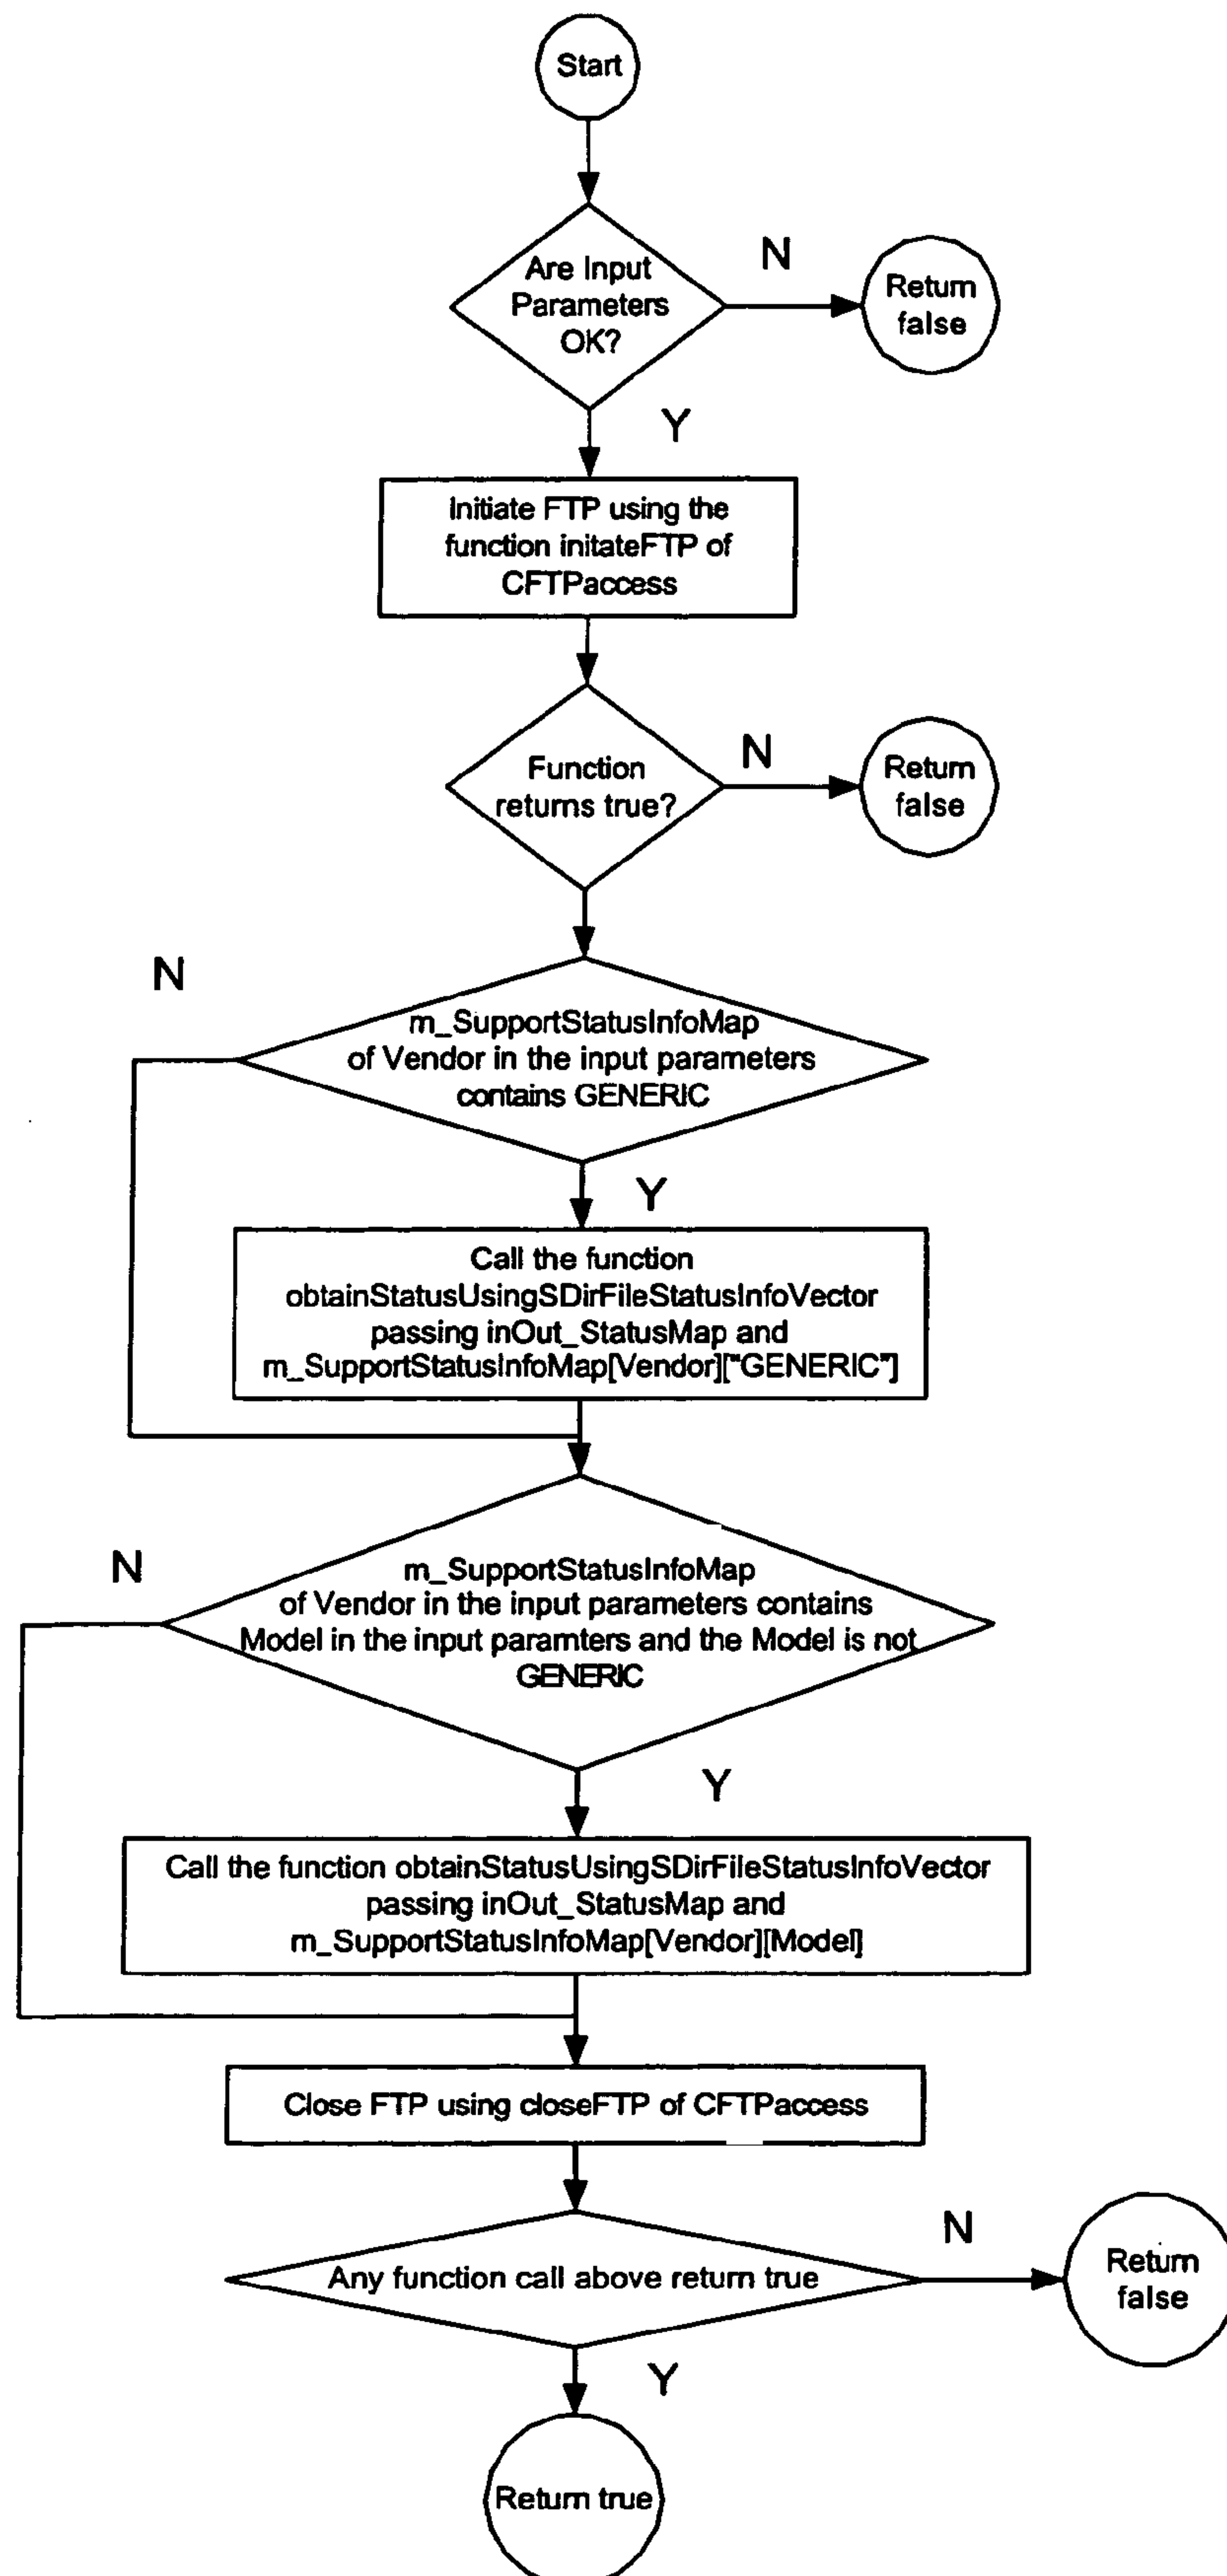 Start
Are Input
Parameters
OK?
N
Return
false
Y
Initiate FTP using the
function initateFTP of
CFTPaccess
Function
returns true?
N
Return
false
N
m_SupportStatusInfoMap
of Vendor in the input parameters
contains GENERIC
Y
Call the function
obtainStatusUsingSDirFileStatusInfoVector
passing inOut_StatusMap and
m_SupportStatusInfoMap[Vendor]["GENERIC"]
N
m_SupportStatusInfoMap
of Vendor in the input parameters contains
Model in the input paramters and the Model is not
GENERIC
Y
Call the function obtainStatusUsingSDirFileStatusInfoVector
passing inOut_StatusMap and
m_SupportStatusInfoMap[Vendor][Model]
Close FTP using closeFTP of CFTPaccess
Any function call above return true
N
Return
false
Y
Return true